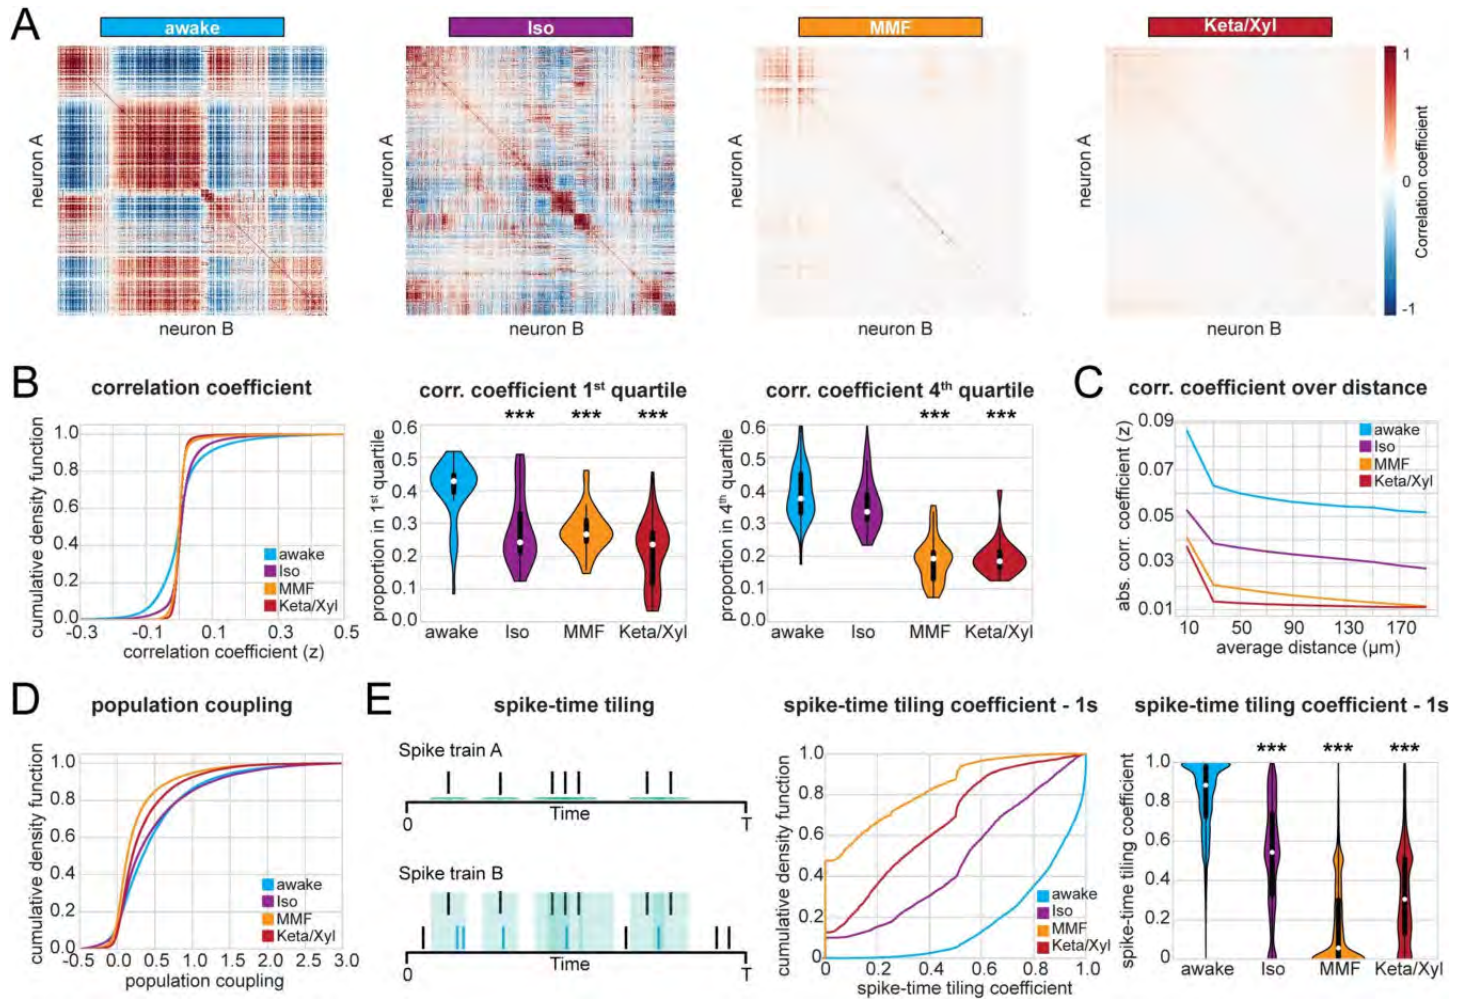 A
awake
Iso
MMF
Keta/Xyl
neuron A
neuron B
neuron B
neuron A
neuron B
neuron A
neuron B
1
0
-1
Correlation coefficient
B
correlation coefficient
cumulative density function
1.0
0.8
0.6
0.4
0.2
0.0
-0.3
-0.1
0.1
0.3
0.5
correlation coefficient (z)
awake
Iso
MMF
Keta/Xyl
corr. coefficient 1st quartile
*** *** ***
proportion in 1st quartile
0.6
0.5
0.4
0.3
0.2
0.1
0.0
awake
Iso
MMF
Keta/Xyl
corr. coefficient 4th quartile
*** ***
proportion in 4th quartile
0.6
0.5
0.4
0.3
0.2
0.1
0.0
awake
Iso
MMF
Keta/Xyl
C
corr. coefficient over distance
abs. corr. coefficient (z)
0.09
0.07
0.05
0.03
0.01
10
50
90
130
170
average distance (µm)
awake
Iso
MMF
Keta/Xyl
D
population coupling
cumulative density function
1.0
0.8
0.6
0.4
0.2
0.0
-0.5
0.0
0.5
1.0
1.5
2.0
2.5
3.0
population coupling
awake
Iso
MMF
Keta/Xyl
E
spike-time tiling
Spike train A
0
Time
T
Spike train B
0
Time
T
spike-time tiling coefficient - 1s
cumulative density function
1.0
0.8
0.6
0.4
0.2
0
0
0.2
0.4
0.6
0.8
1.0
spike-time tiling coefficient
awake
Iso
MMF
Keta/Xyl
spike-time tiling coefficient - 1s
*** *** ***
spike-time tiling coefficient
1.0
0.8
0.6
0.4
0.2
0
awake
Iso
MMF
Keta/Xyl